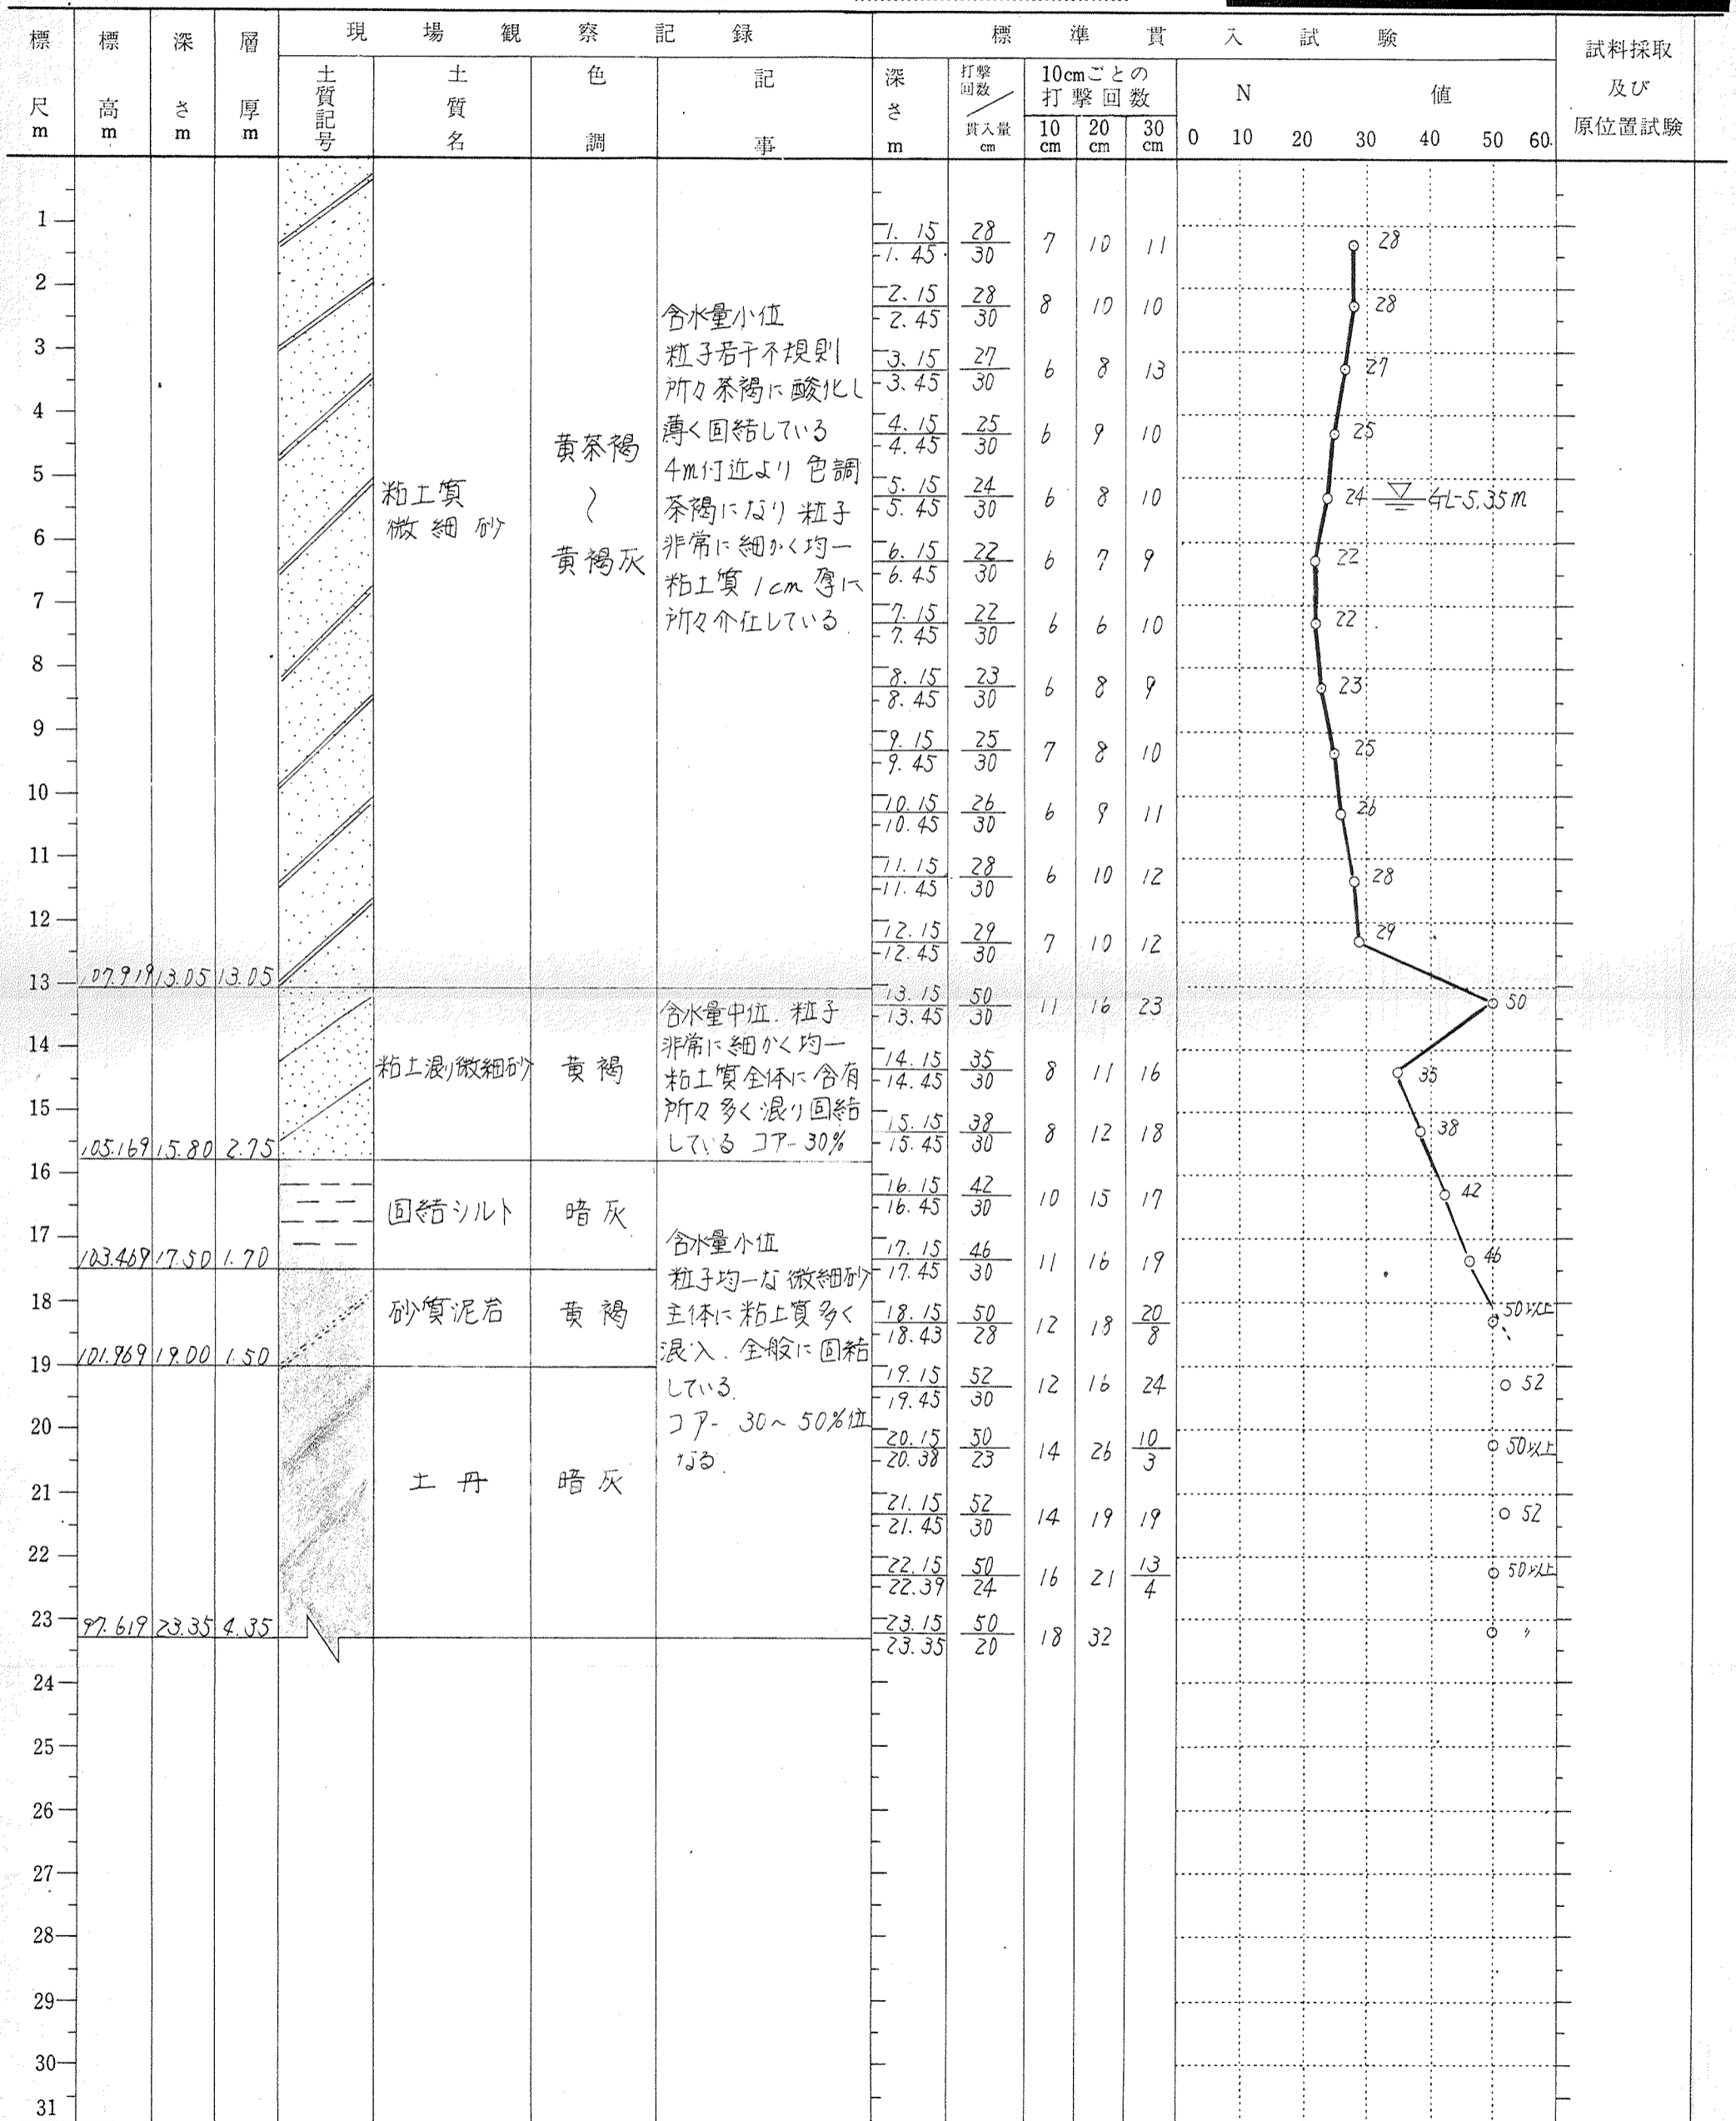 標尺m 標高m 深さm 層厚m 現場観察記録 標準貫入試験 試料採取及び原位置試験
土質記号 土質名 色調 記事 深さm 打撃回数/貫入量cm 10cmごとの打撃回数 N値
10cm 20cm 30cm 0 10 20 30 40 50 60
1
1.15 1.45 28/30 7 10 11 28
2
2.15 2.45 28/30 8 10 10 28
3
3.15 3.45 27/30 6 8 13 27
4
4.15 4.45 25/30 6 9 10 25
5
5.15 5.45 24/30 6 8 10 24 GL-5.35m
6
6.15 6.45 22/30 6 7 9 22
7
7.15 7.45 22/30 6 6 10 22
8
8.15 8.45 23/30 6 8 9 23
9
9.15 9.45 25/30 7 8 10 25
10
10.15 10.45 26/30 6 9 11 26
11
11.15 11.45 28/30 6 10 12 28
12
12.15 12.45 29/30 7 10 12 29
粘土質
微細砂
黄茶褐
〜
黄褐灰
含水量小位
粒子若干不規則
所々茶褐に酸化し
薄く固結している
4m付近より色調
茶褐になり粒子
非常に細かく均一
粘土質1cm厚に
所々介在している
13 107.919 13.05 13.05
13.15 13.45 50/30 11 16 23 50
14
14.15 14.45 35/30 8 11 16 35
15
15.15 15.45 38/30 8 12 18 38
粘土混り微細砂
黄褐
含水量中位.粒子
非常に細かく均一
粘土質全体に含有
所々多く混り固結
している コアー30%
105.169 15.80 2.75
16
16.15 16.45 42/30 10 15 17 42
固結シルト
暗灰
17
17.15 17.45 46/30 11 16 19 46
103.469 17.50 1.70
18
18.15 18.43 50/28 12 18 20/8 50以上
砂質泥岩
黄褐
含水量小位
粒子均一な微細砂
主体に粘土質多く
混入.全般に固結
している.
コアー 30〜50%位
なる.
19 101.969 19.00 1.50
19.15 19.45 52/30 12 16 24 52
20
20.15 20.38 50/23 14 26 10/3 50以上
土丹
暗灰
21
21.15 21.45 52/30 14 19 19 52
22
22.15 22.39 50/24 16 21 13/4 50以上
23 97.619 23.35 4.35
23.15 23.35 50/20 18 32 〃
24
25
26
27
28
29
30
31